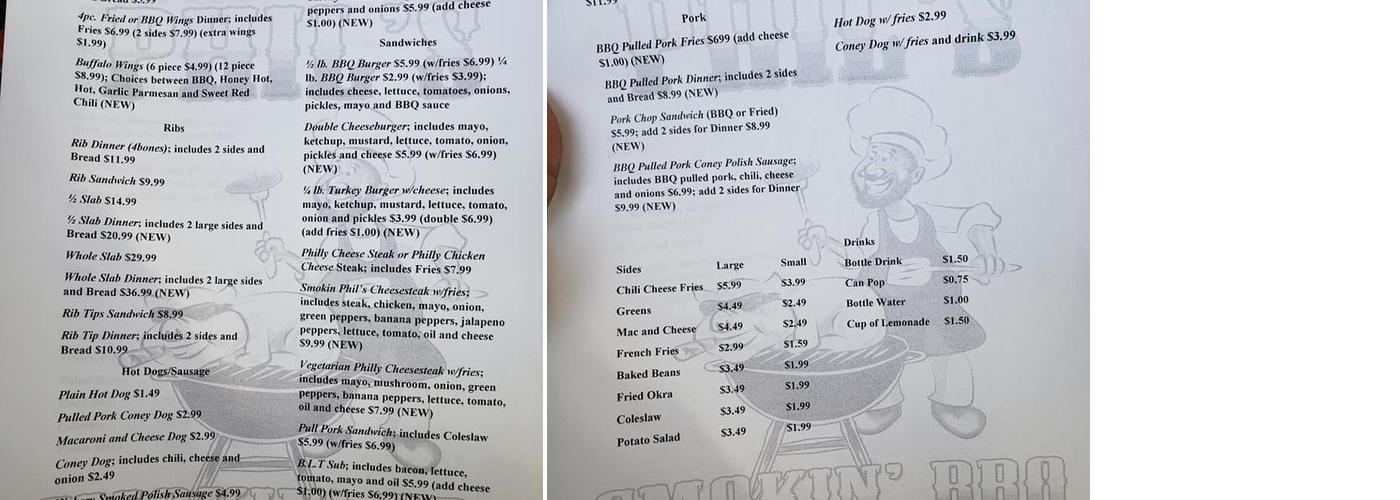 4pc. Fried or BBQ Wings Dinner; includes
Fries $6.99 (2 sides $7.99) (extra wings
$1.99)
Buffalo Wings (6 piece $4.99) (12 piece
$8.99); Choices between BBQ, Honey Hot,
Hot, Garlic Parmesan and Sweet Red
Chili (NEW)
Ribs
Rib Dinner (4bones); includes 2 sides and
Bread $11.99
Rib Sandwich $9.99
½ Slab $14.99
½ Slab Dinner; includes 2 large sides and
Bread $20.99 (NEW)
Whole Slab $29.99
Whole Slab Dinner; includes 2 large sides
and Bread $36.99 (NEW)
Rib Tips Sandwich $8.99
Rib Tip Dinner; includes 2 sides and
Bread $10.99
Hot Dogs/Sausage
Plain Hot Dog $1.49
Pulled Pork Coney Dog $2.99
Macaroni and Cheese Dog $2.99
Coney Dog; includes chili, cheese and
onion $2.49
Smoked Polish Sausage $4.99
peppers and onions $5.99 (add cheese
$1.00) (NEW)
Sandwiches
½ lb. BBQ Burger $5.99 (w/fries $6.99) ¼
lb. BBQ Burger $2.99 (w/fries $3.99);
includes cheese, lettuce, tomatoes, onions,
pickles, mayo and BBQ sauce
Double Cheeseburger; includes mayo,
ketchup, mustard, lettuce, tomato, onion,
pickles and cheese $5.99 (w/fries $6.99)
(NEW)
¼ lb. Turkey Burger w/cheese; includes
mayo, ketchup, mustard, lettuce, tomato,
onion and pickles $3.99 (double $6.99)
(add fries $1.00) (NEW)
Philly Cheese Steak or Philly Chicken
Cheese Steak; includes Fries $7.99
Smokin Phil's Cheesesteak w/fries;
includes steak, chicken, mayo, onion,
green peppers, banana peppers, jalapeno
peppers, lettuce, tomato, oil and cheese
$9.99 (NEW)
Vegetarian Philly Cheesesteak w/fries;
includes mayo, mushroom, onion, green
peppers, banana peppers, lettuce, tomato,
oil and cheese $7.99 (NEW)
Pull Pork Sandwich; includes Coleslaw
$5.99 (w/fries $6.99)
B.L.T Sub; includes bacon, lettuce,
tomato, mayo and oil $5.99 (add cheese
$1.00) (w/fries $6.99) (NEW)
$11.99
Pork
BBQ Pulled Pork Fries $699 (add cheese
$1.00) (NEW)
BBQ Pulled Pork Dinner; includes 2 sides
and Bread $8.99 (NEW)
Pork Chop Sandwich (BBQ or Fried)
$5.99; add 2 sides for Dinner $8.99
(NEW)
BBQ Pulled Pork Coney Polish Sausage;
includes BBQ pulled pork, chili, cheese
and onions $6.99; add 2 sides for Dinner
$9.99 (NEW)
Hot Dog w/ fries $2.99
Coney Dog w/ fries and drink $3.99
Sides Large Small
Chili Cheese Fries $5.99 $3.99
Greens $4.49 $2.49
Mac and Cheese $4.49 $2.49
French Fries $2.99 $1.59
Baked Beans $3.49 $1.99
Fried Okra $3.49 $1.99
Coleslaw $3.49 $1.99
Potato Salad $3.49 $1.99
Drinks
Bottle Drink $1.50
Can Pop $0.75
Bottle Water $1.00
Cup of Lemonade $1.50
SMOKIN' BBQ